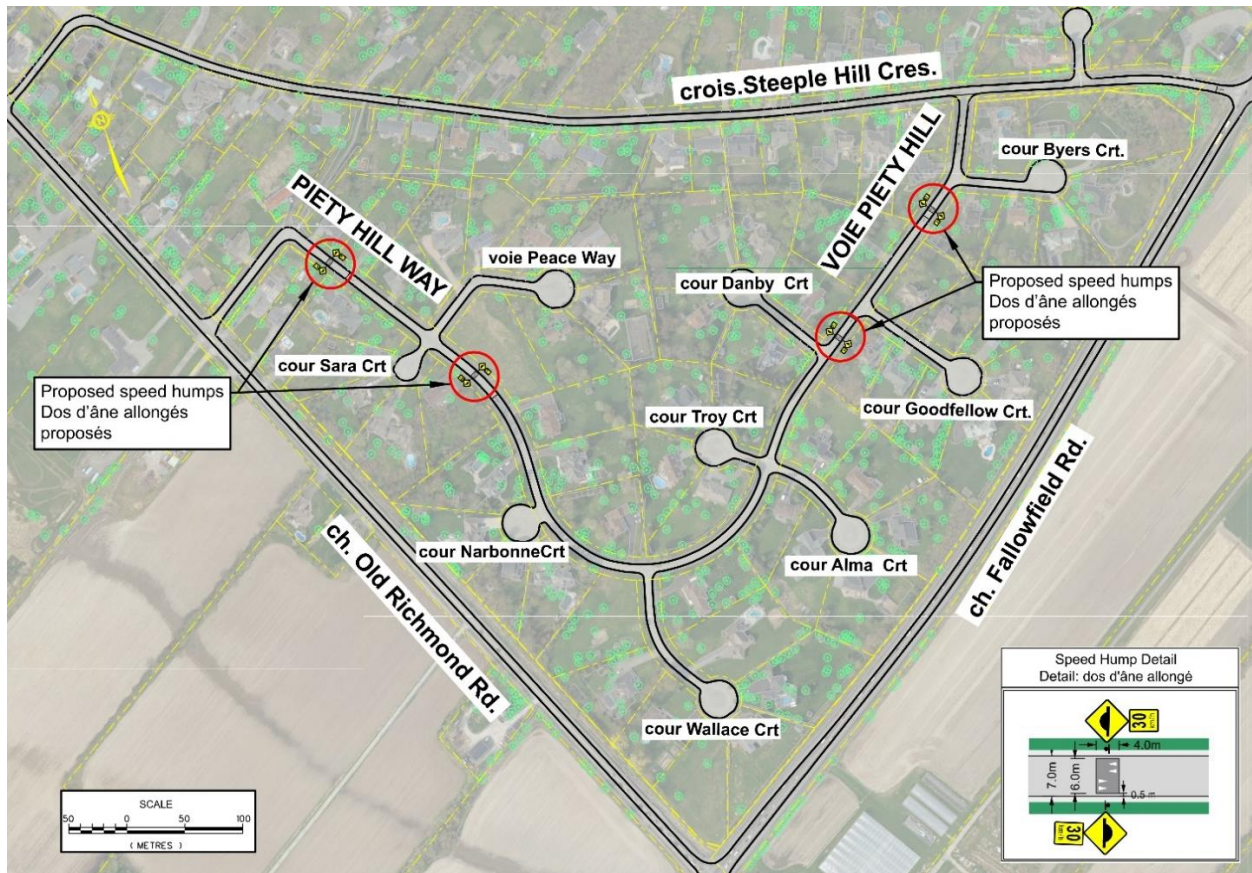 crois.Steeple Hill Cres.
cour Byers Crt.
PIETY HILL WAY
VOIE PIETY HILL
voie Peace Way
cour Danby Crt
Proposed speed humps
Dos d'âne allongés
proposés
cour Sara Crt
Proposed speed humps
Dos d'âne allongés
proposés
cour Goodfellow Crt.
cour Troy Crt
cour NarbonneCrt
cour Alma Crt
ch. Old Richmond Rd.
ch. Fallowfield Rd.
cour Wallace Crt
Speed Hump Detail
Detail: dos d'âne allongé
30
km/h
4.0m
7.0m
6.0m
0.5 m
30
km/h
SCALE
50 0 50 100
( METRES )